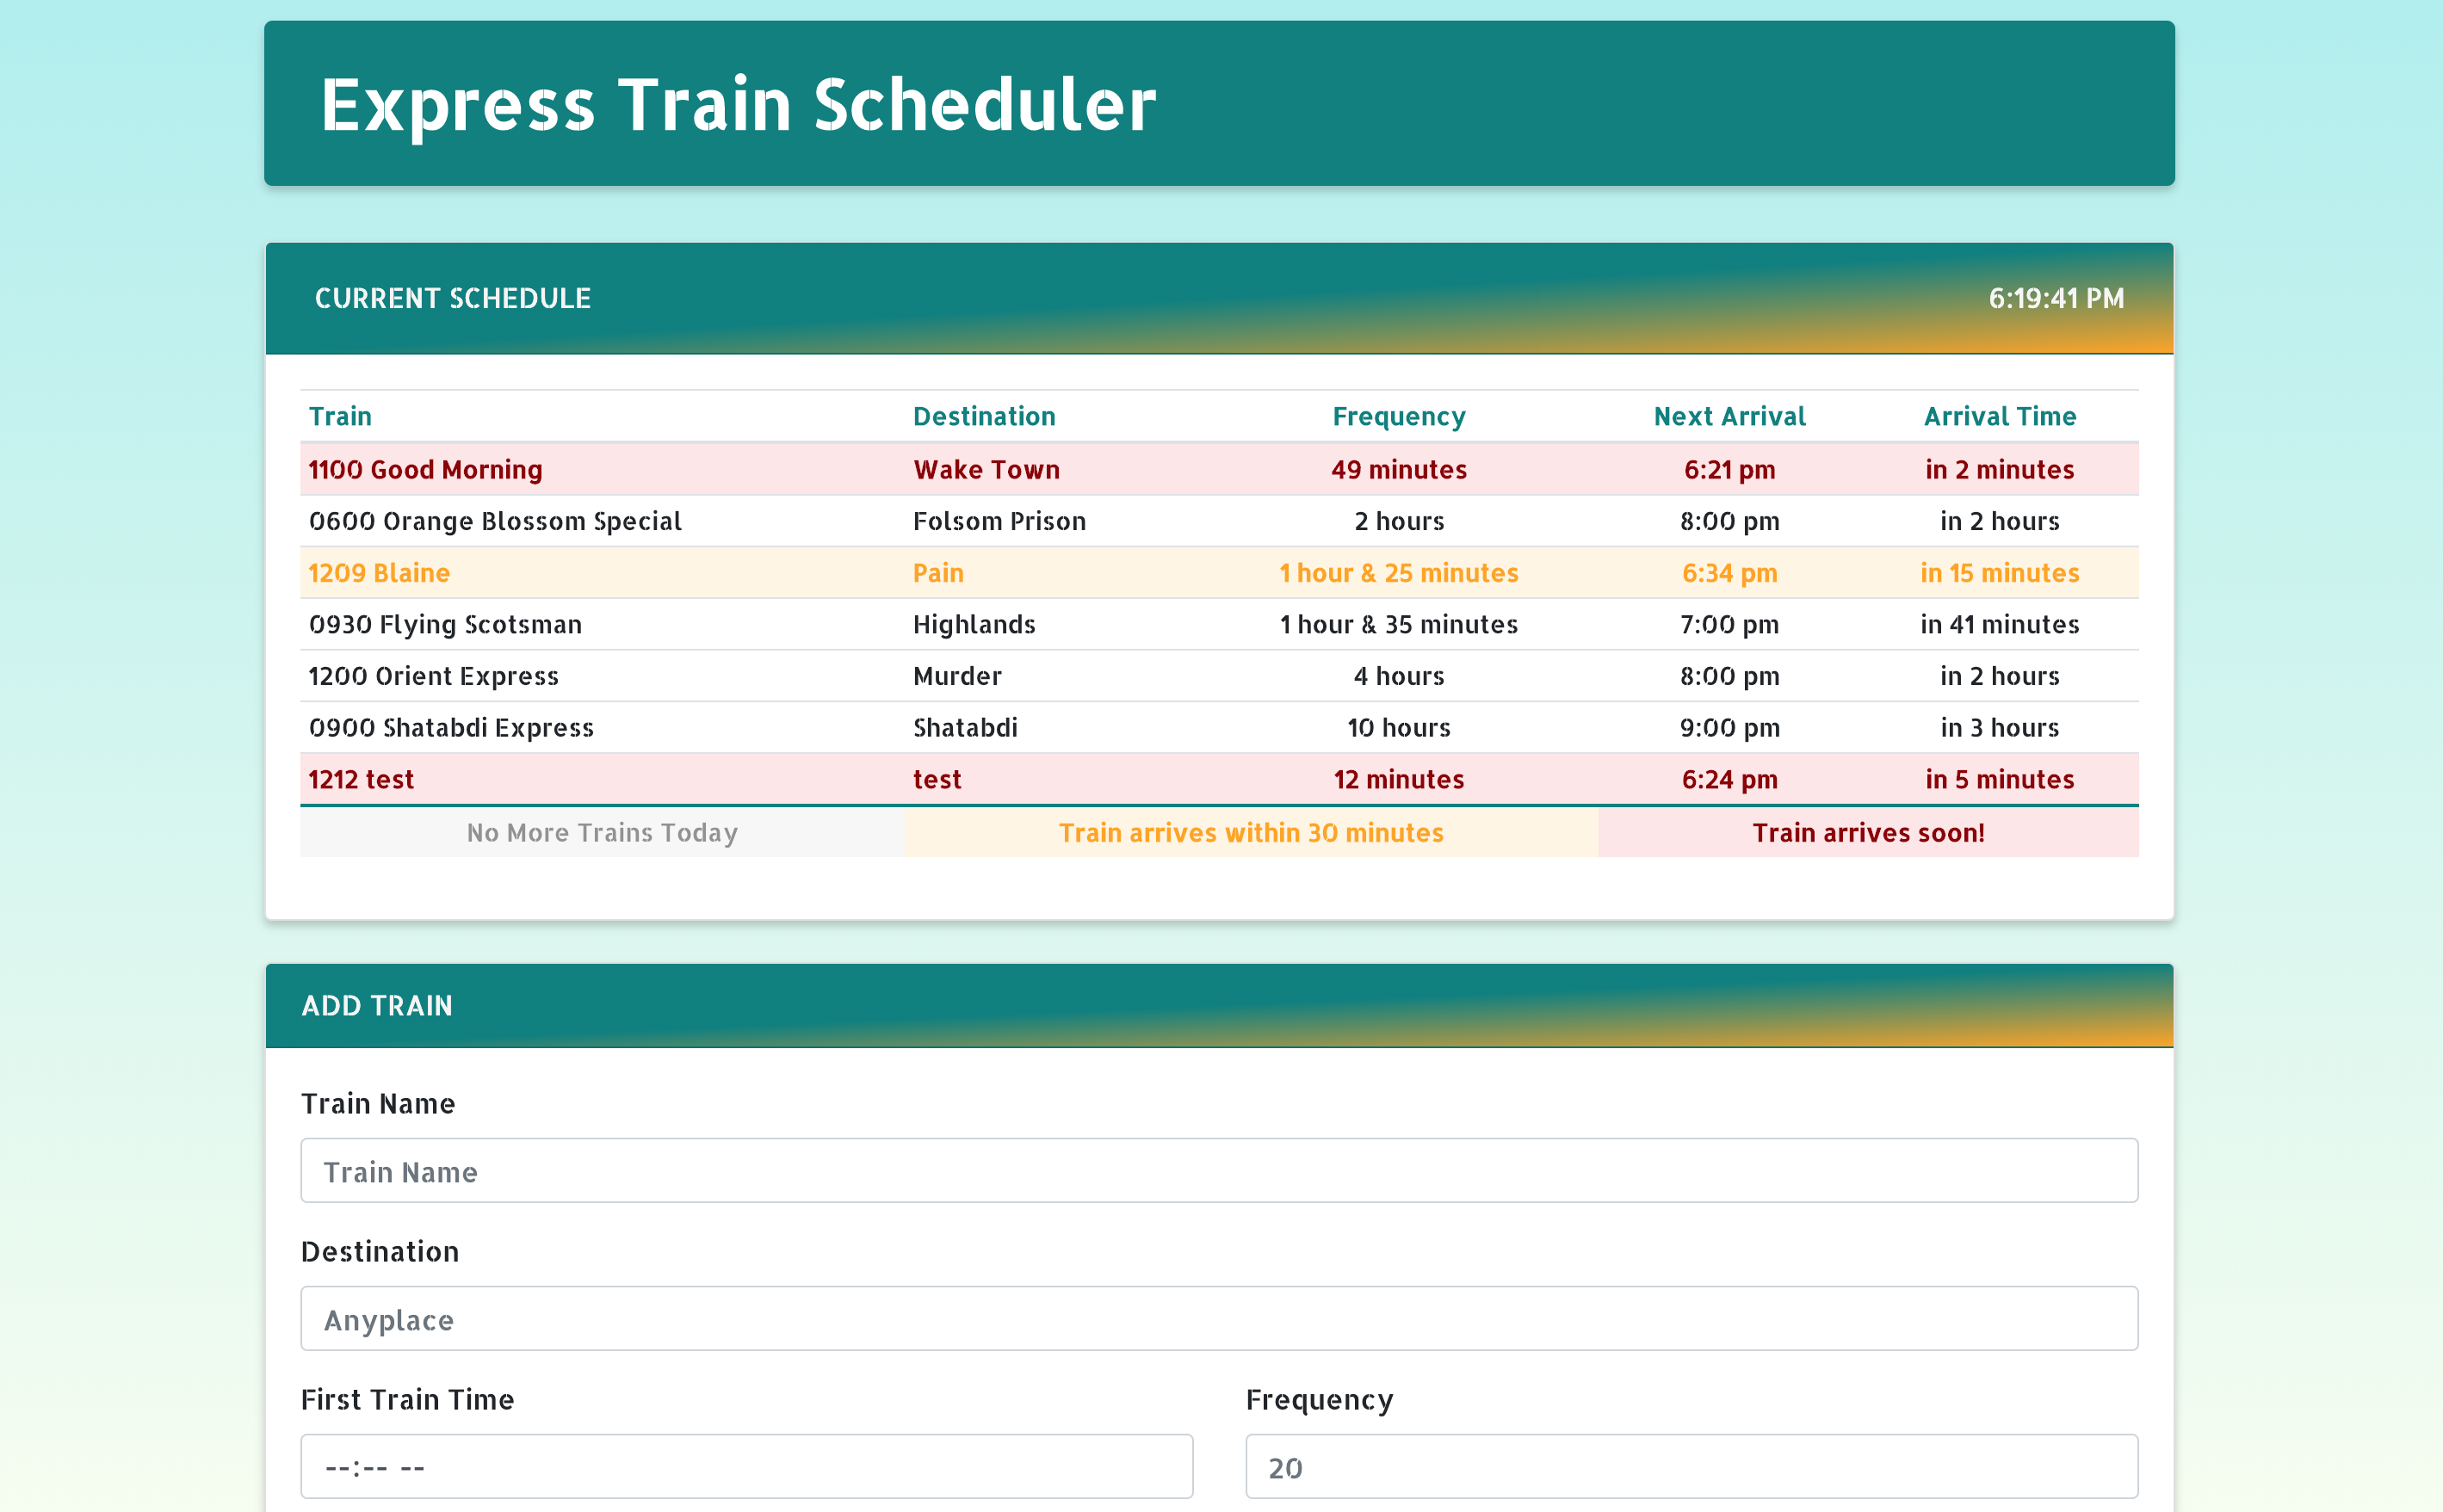 Express Train Scheduler
CURRENT SCHEDULE 6:19:41 PM
Train Destination Frequency Next Arrival Arrival Time
1100 Good Morning Wake Town 49 minutes 6:21 pm in 2 minutes
0600 Orange Blossom Special Folsom Prison 2 hours 8:00 pm in 2 hours
1209 Blaine Pain 1 hour & 25 minutes 6:34 pm in 15 minutes
0930 Flying Scotsman Highlands 1 hour & 35 minutes 7:00 pm in 41 minutes
1200 Orient Express Murder 4 hours 8:00 pm in 2 hours
0900 Shatabdi Express Shatabdi 10 hours 9:00 pm in 3 hours
1212 test test 12 minutes 6:24 pm in 5 minutes
No More Trains Today Train arrives within 30 minutes Train arrives soon!
ADD TRAIN
Train Name
Train Name
Destination
Anyplace
First Train Time Frequency
--:-- -- 20